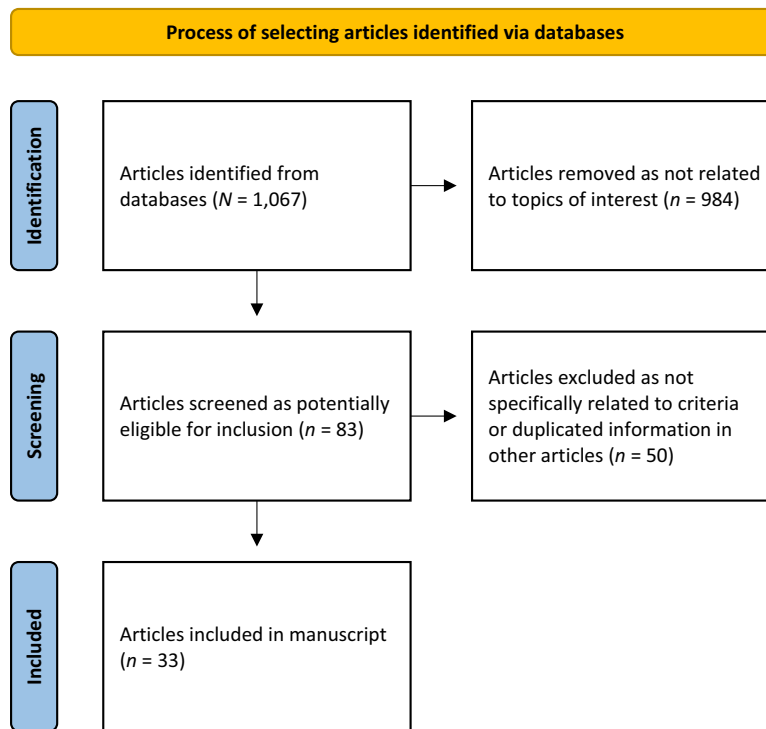 Process of selecting articles identified via databases
Identification
Articles identified from
databases (N = 1,067)
Articles removed as not related
to topics of interest (n = 984)
Screening
Articles screened as potentially
eligible for inclusion (n = 83)
Articles excluded as not
specifically related to criteria
or duplicated information in
other articles (n = 50)
Included
Articles included in manuscript
(n = 33)